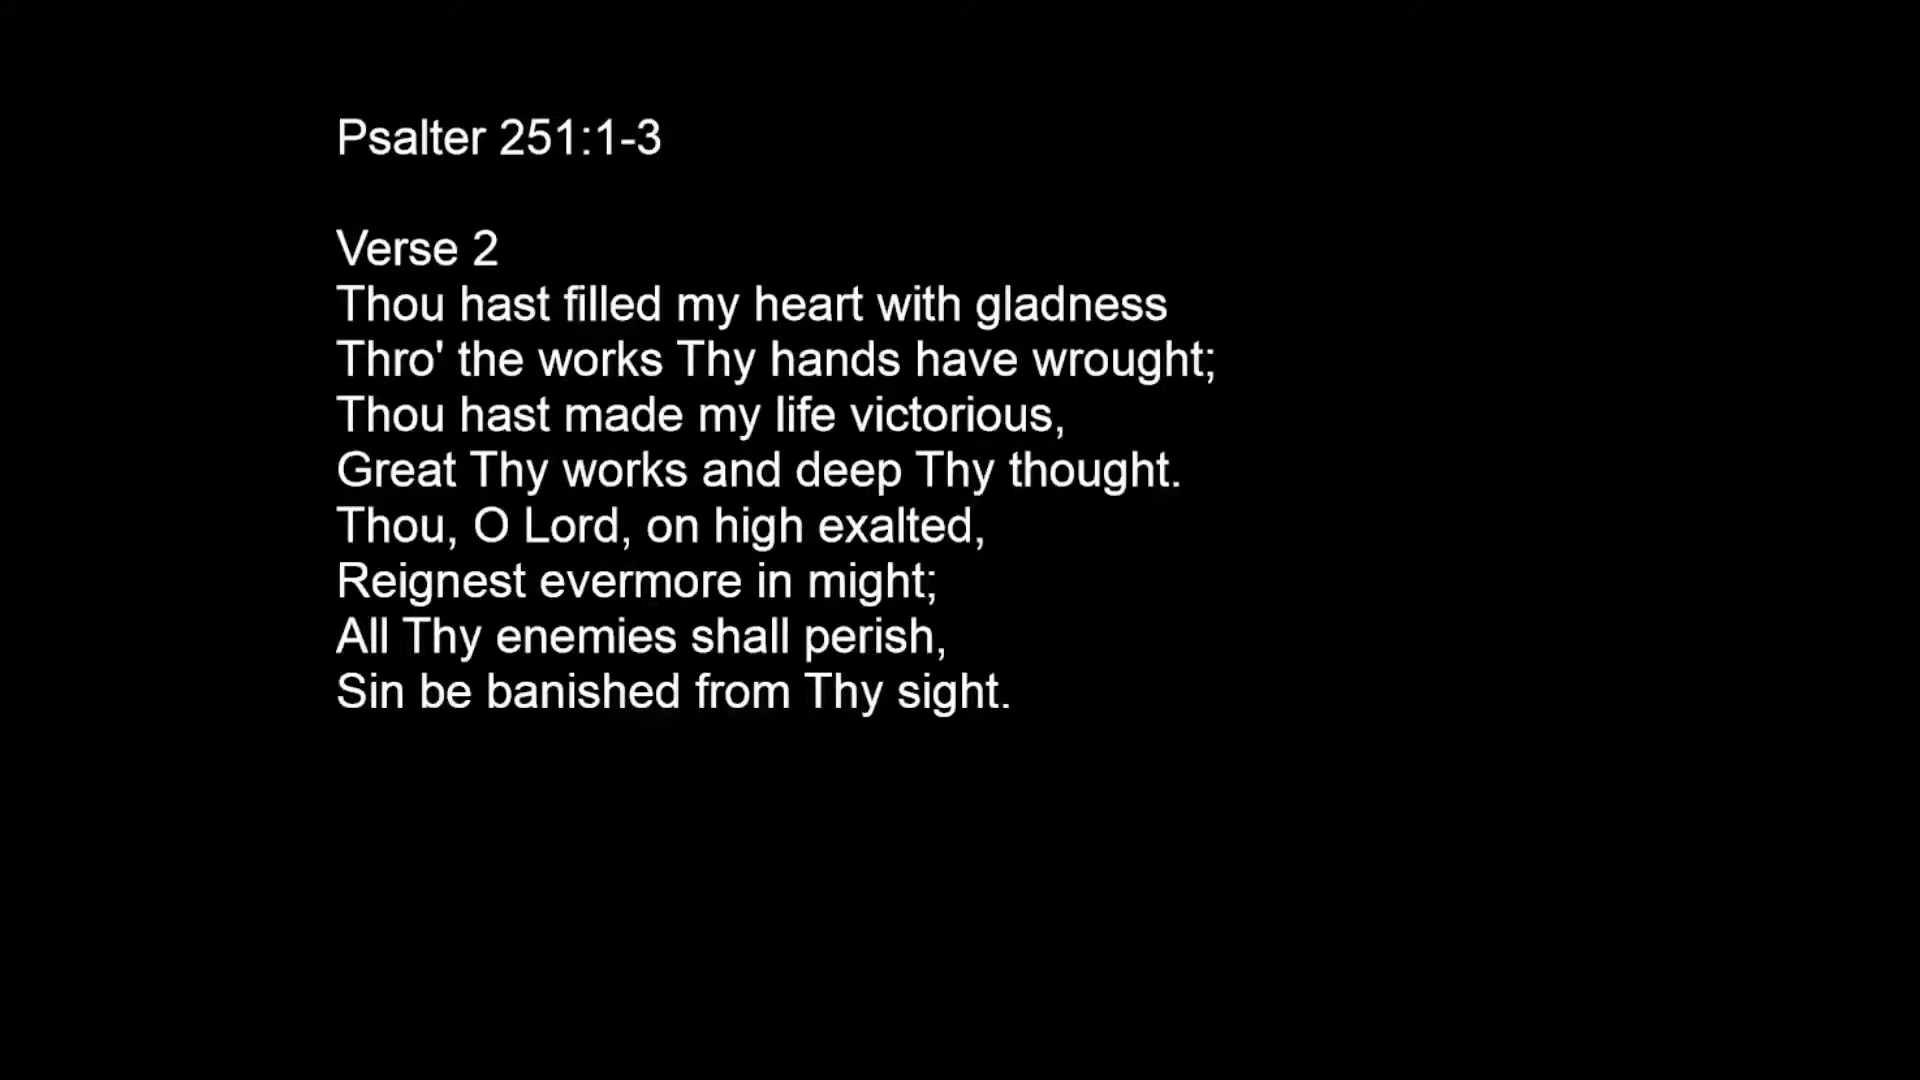 Psalter 251:1-3
Verse 2
Thou hast filled my heart with gladness
Thro' the works Thy hands have wrought;
Thou hast made my life victorious,
Great Thy works and deep Thy thought.
Thou, O Lord, on high exalted,
Reignest evermore in might;
All Thy enemies shall perish,
Sin be banished from Thy sight.